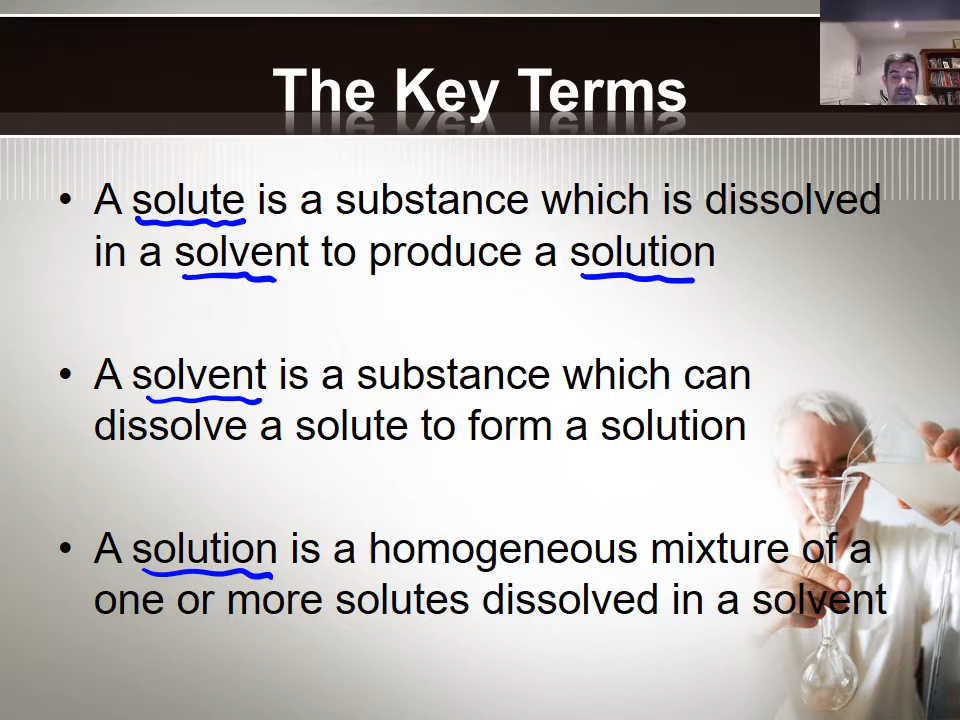 The Key Terms
• A solute is a substance which is dissolved
in a solvent to produce a solution
• A solvent is a substance which can
dissolve a solute to form a solution
• A solution is a homogeneous mixture of a
one or more solutes dissolved in a solvent